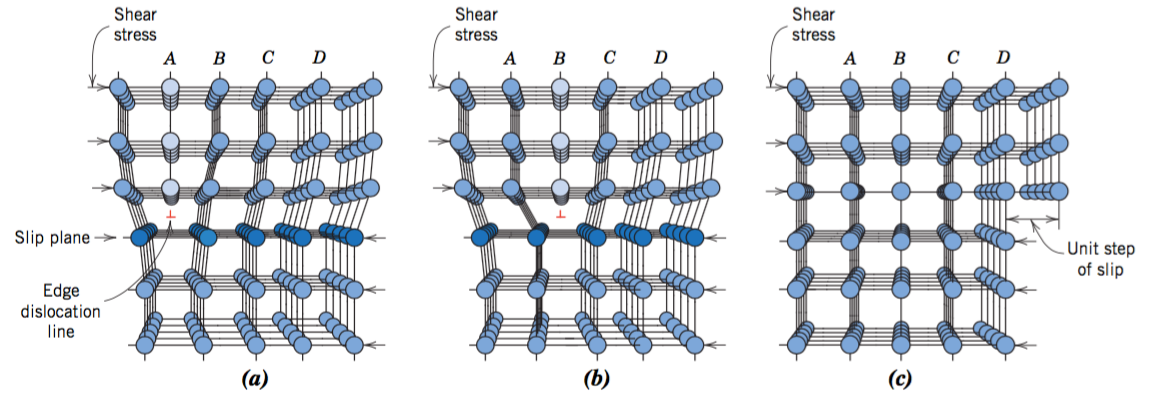 Shear
stress
A B C D
Slip plane
Edge
dislocation
line
⊥
(a)
Shear
stress
A B C D
⊥
(b)
Shear
stress
A B C D
Unit step
of slip
(c)